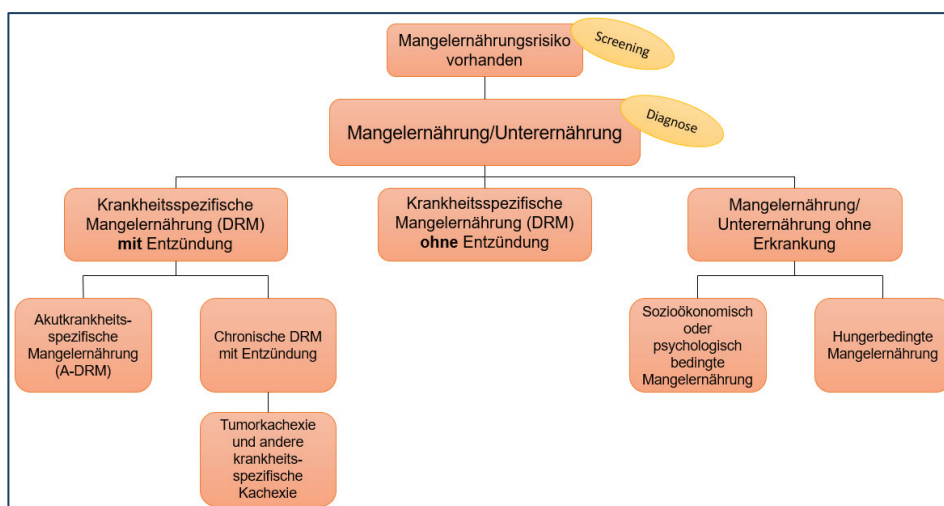 Mangelernährungsrisiko
vorhanden
Screening
Mangelernährung/Unterernährung
Diagnose
Krankheitsspezifische
Mangelernährung (DRM)
mit Entzündung
Krankheitsspezifische
Mangelernährung (DRM)
ohne Entzündung
Mangelernährung/
Unterernährung ohne
Erkrankung
Akutkrankheits-
spezifische
Mangelernährung
(A-DRM)
Chronische DRM
mit Entzündung
Sozioökonomisch
oder
psychologisch
bedingte
Mangelernährung
Hungerbedingte
Mangelernährung
Tumorkachexie
und andere
krankheits-
spezifische
Kachexie